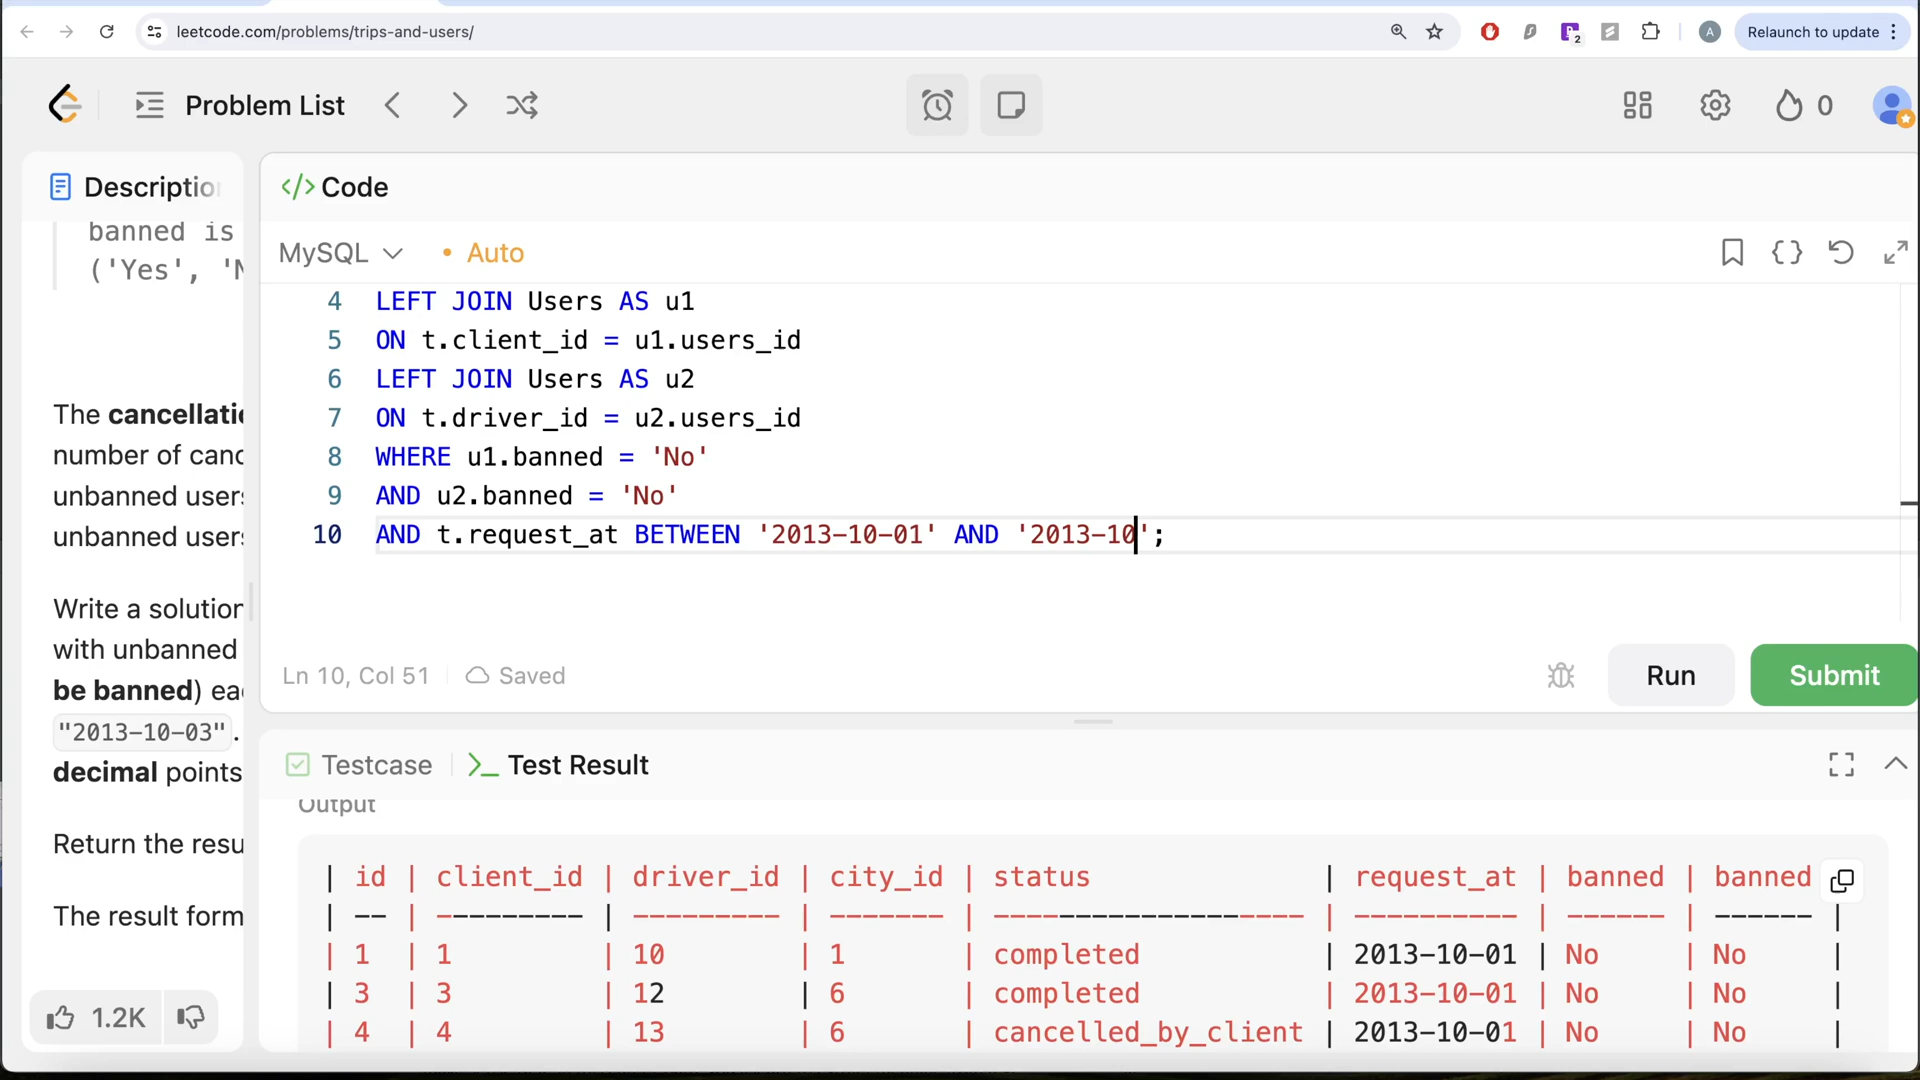 leetcode.com/problems/trips-and-users/
2
A
Relaunch to update
Problem List
0
Descriptio
banned is
('Yes', 'N
The cancellati
number of canc
unbanned user
unbanned user
Write a solution
with unbanned
be banned) ea
"2013-10-03".
decimal points
Return the resu
The result form
1.2K
</> Code
MySQL
• Auto
4 LEFT JOIN Users AS u1
5 ON t.client_id = u1.users_id
6 LEFT JOIN Users AS u2
7 ON t.driver_id = u2.users_id
8 WHERE u1.banned = 'No'
9 AND u2.banned = 'No'
10 AND t.request_at BETWEEN '2013-10-01' AND '2013-10';
Ln 10, Col 51
Saved
Run
Submit
Testcase
>_ Test Result
Output
| id | client_id | driver_id | city_id | status | request_at | banned | banned
| -- | --------- | --------- | ------- | ------------------- | ---------- | ------ | ------ |
| 1 | 1 | 10 | 1 | completed | 2013-10-01 | No | No |
| 3 | 3 | 12 | 6 | completed | 2013-10-01 | No | No |
| 4 | 4 | 13 | 6 | cancelled_by_client | 2013-10-01 | No | No |